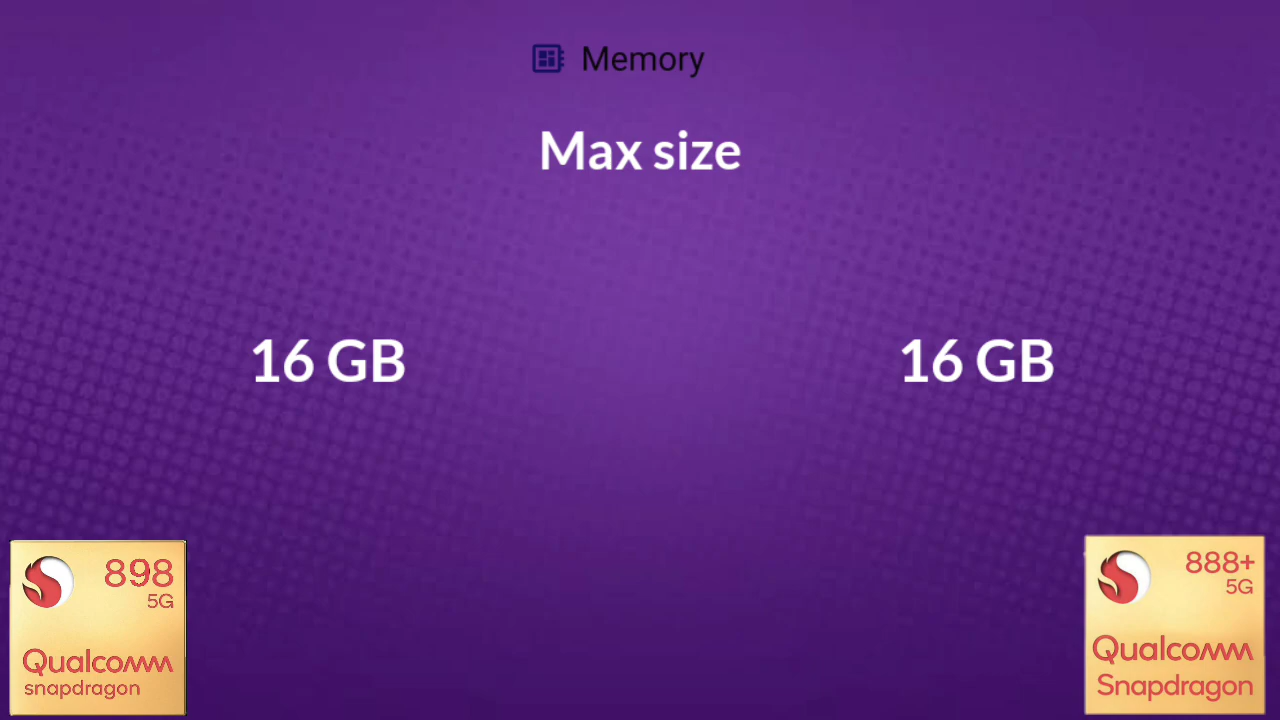 Memory
Max size
16 GB
16 GB
898
5G
Qualcomm
snapdragon
888+
5G
Qualcomm
Snapdragon